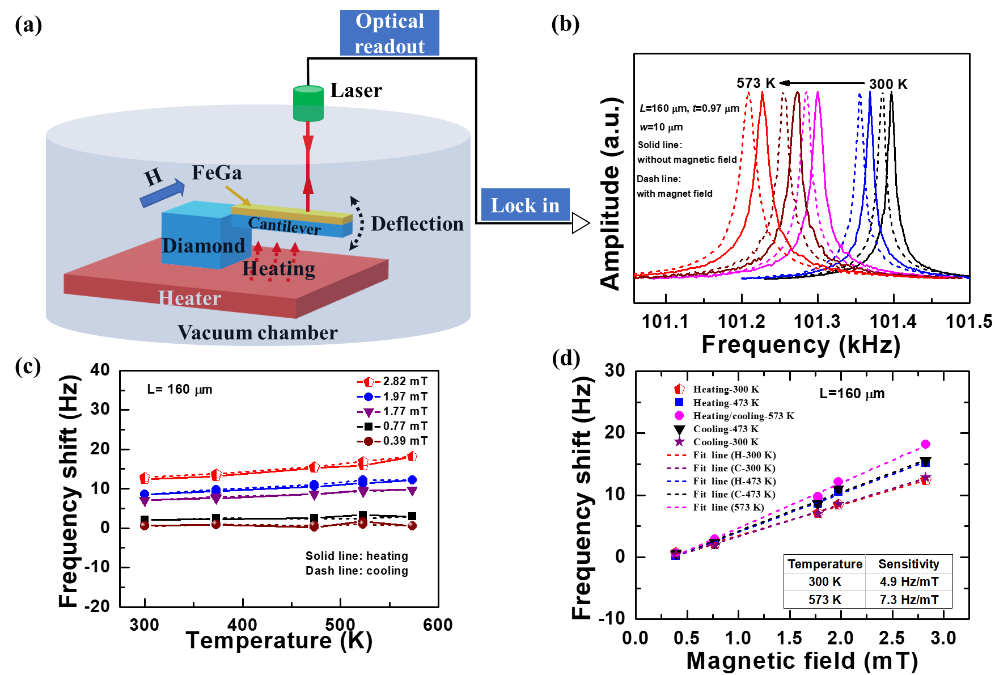 (a)
Optical
readout
Laser
H
FeGa
Cantilever
Deflection
Diamond
Heating
Heater
Vacuum chamber
Lock in
(b)
573 K
300 K
L=160 μm, t=0.97 μm
w=10 μm
Solid line:
without magnetic field
Dash line:
with magnet field
Amplitude (a.u.)
101.1 101.2 101.3 101.4 101.5
Frequency (kHz)
(c)
L= 160 μm
2.82 mT
1.97 mT
1.77 mT
0.77 mT
0.39 mT
Solid line: heating
Dash line: cooling
Frequency shift (Hz)
40
30
20
10
0
-10
-20
300 400 500 600
Temperature (K)
(d)
L=160 μm
Heating-300 K
Heating-473 K
Heating/cooling-573 K
Cooling-473 K
Cooling-300 K
Fit line (H-300 K)
Fit line (C-300 K)
Fit line (H-473 K)
Fit line (C-473 K)
Fit line (573 K)
Temperature Sensitivity
300 K 4.9 Hz/mT
573 K 7.3 Hz/mT
Frequency shift (Hz)
30
20
10
0
-10
0.0 0.5 1.0 1.5 2.0 2.5 3.0
Magnetic field (mT)